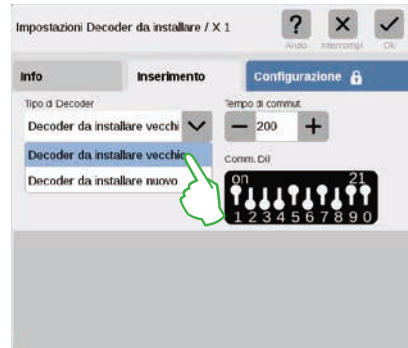 Impostazioni Decoder da installare / X 1
? X
Aiuto Interrompi Ok
Info Inserimento Configurazione
Tipo di Decoder Tempo di commut.
Decoder da installare vecchi − 200 +
Decoder da installare vecchio
Comm. DIl
Decoder da installare nuovo
on 21
1 2 3 4 5 6 7 8 9 0